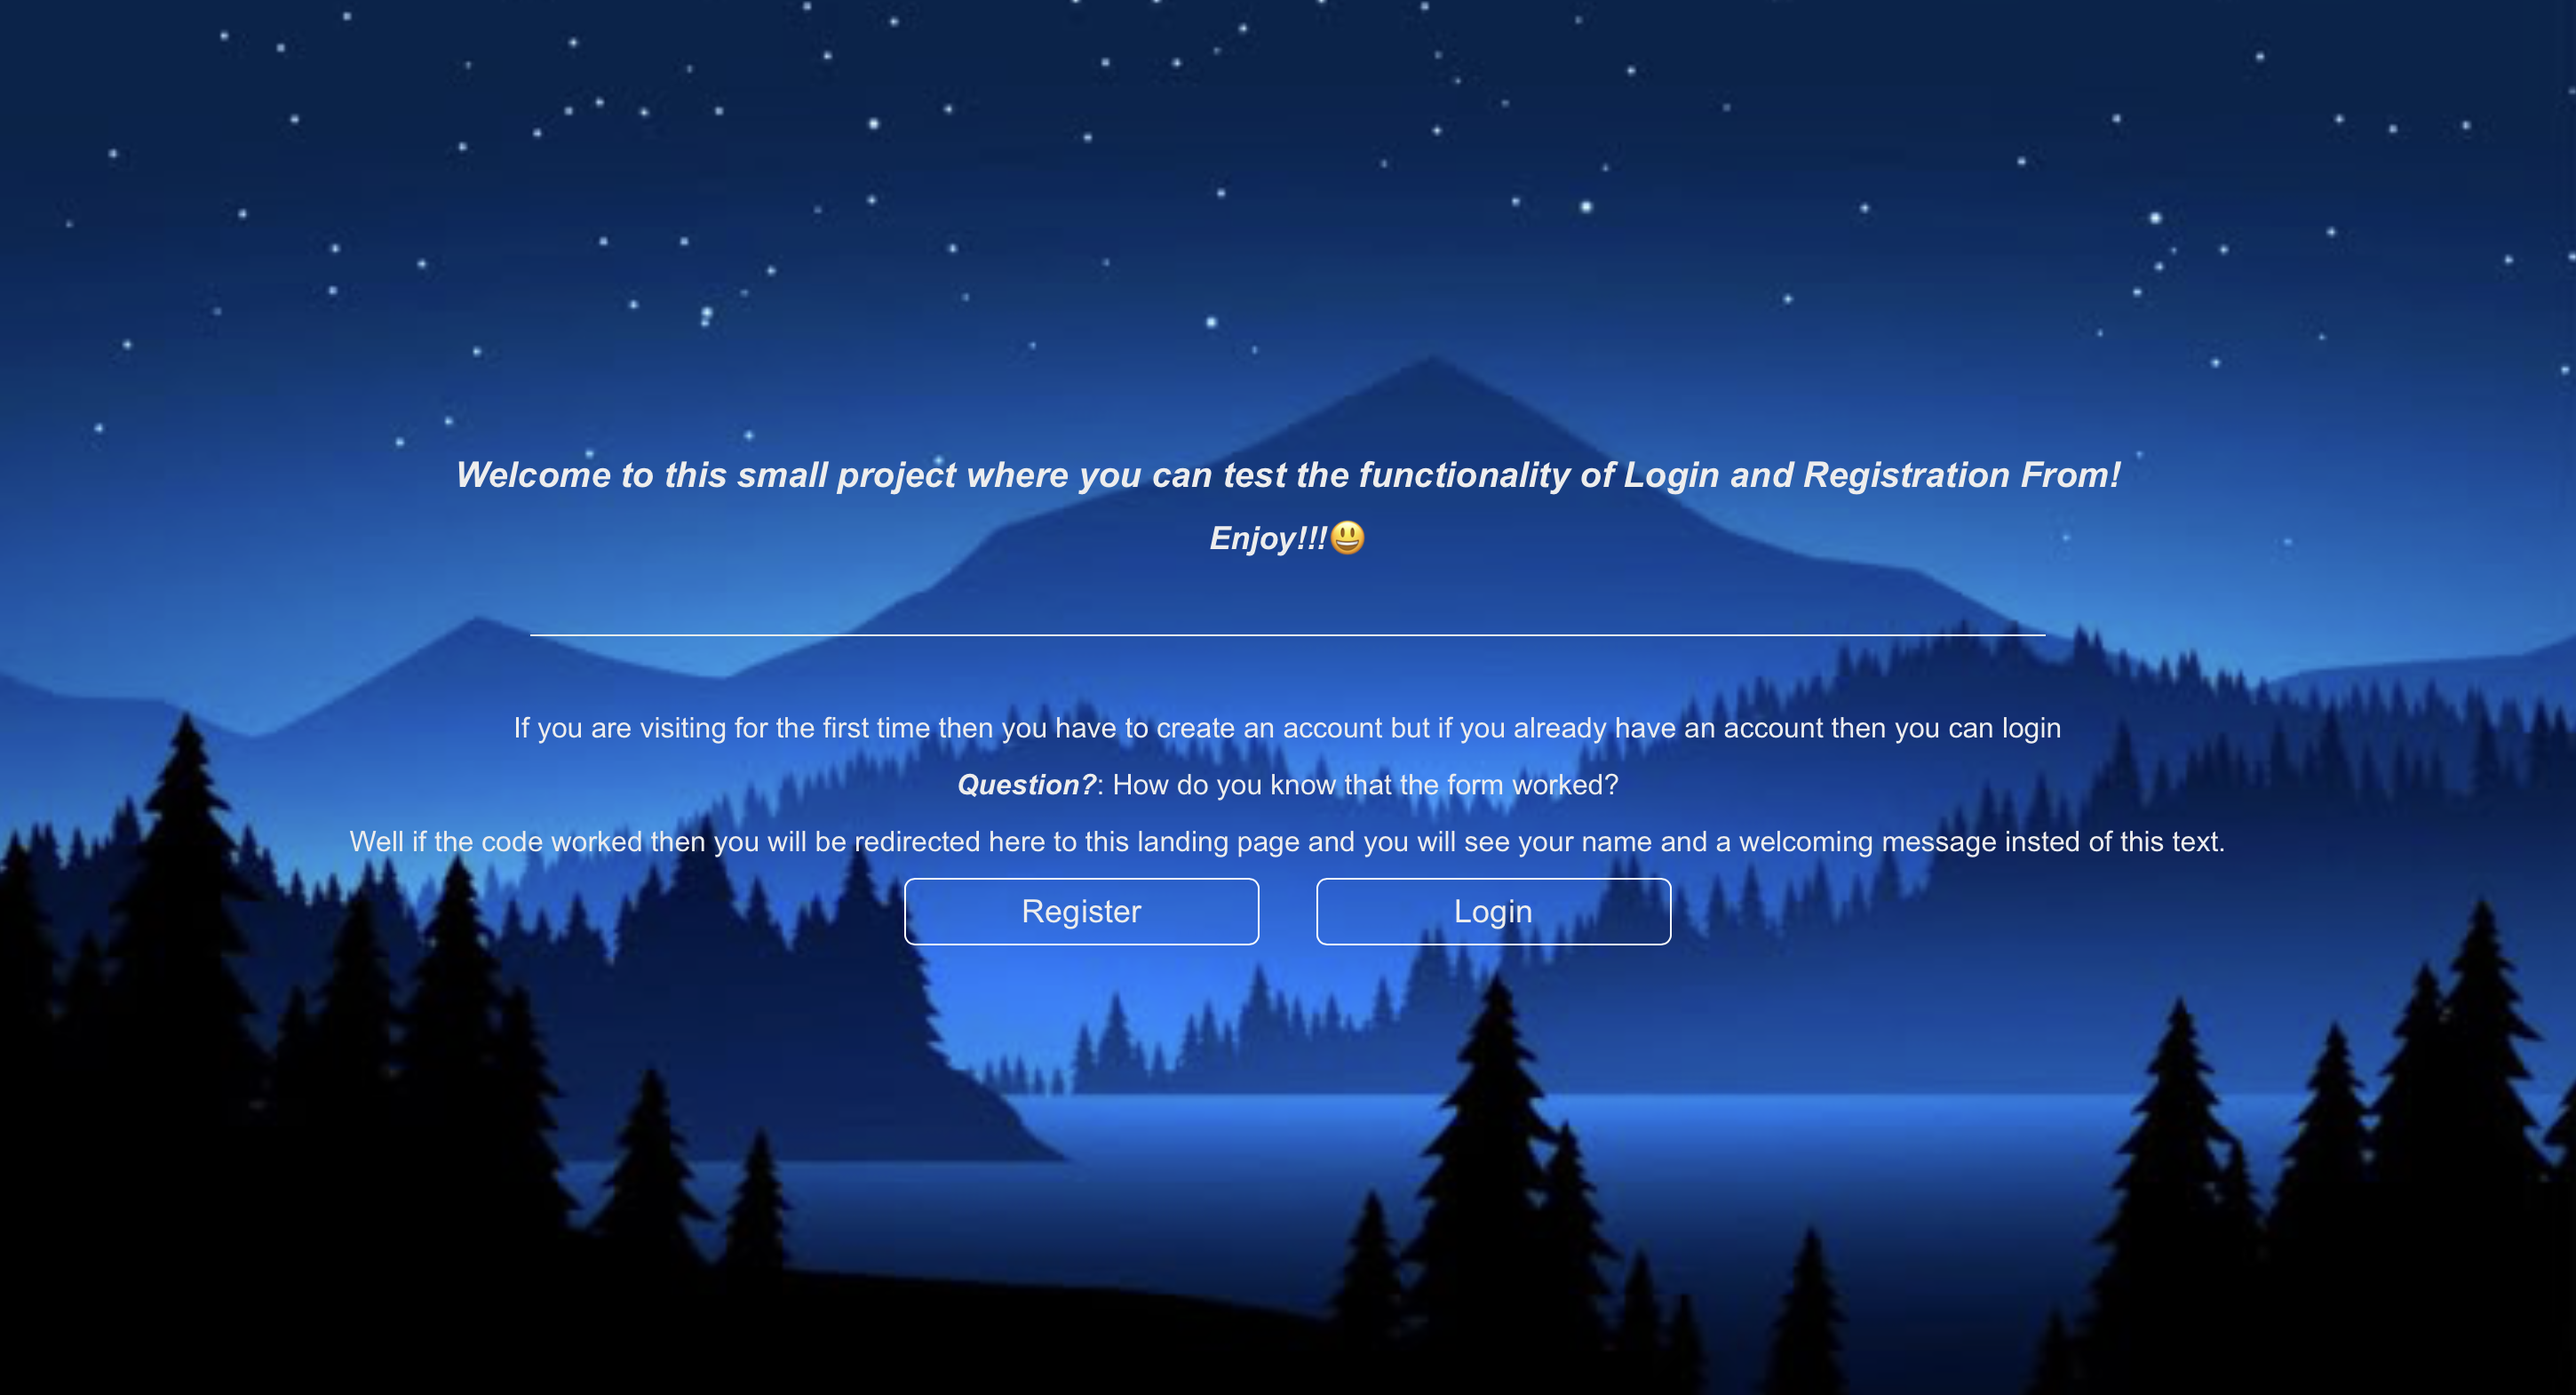 Welcome to this small project where you can test the functionality of Login and Registration From!
Enjoy!!!😃
If you are visiting for the first time then you have to create an account but if you already have an account then you can login
Question?: How do you know that the form worked?
Well if the code worked then you will be redirected here to this landing page and you will see your name and a welcoming message insted of this text.
Register
Login